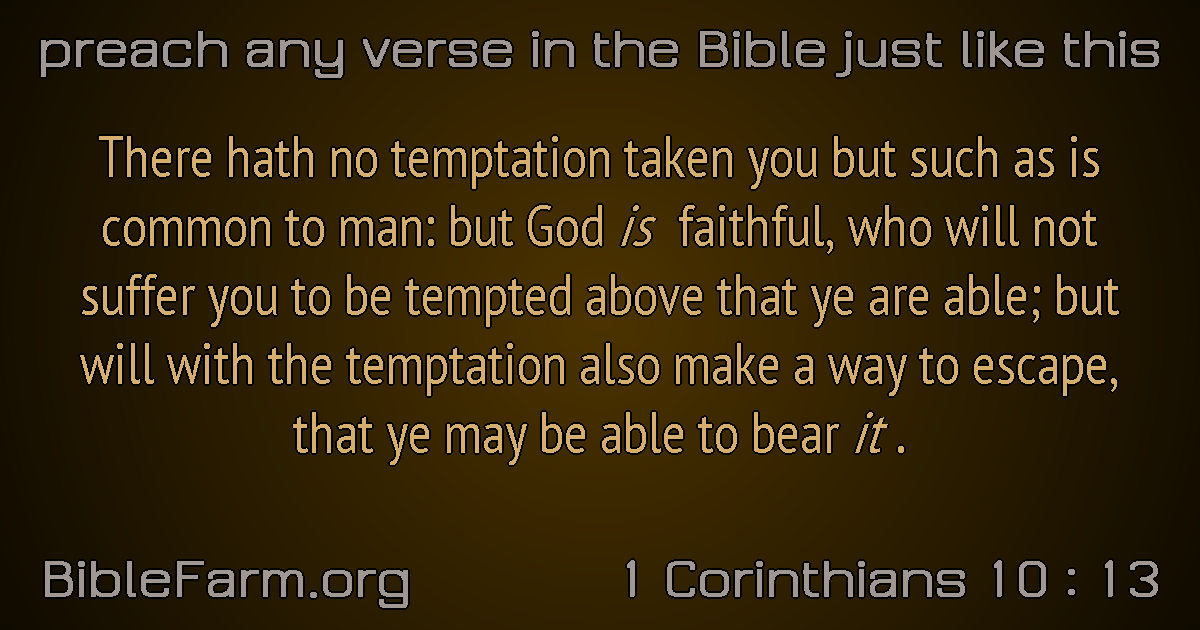 preach any verse in the Bible just like this
There hath no temptation taken you but such as is
common to man: but God is faithful, who will not
suffer you to be tempted above that ye are able; but
will with the temptation also make a way to escape,
that ye may be able to bear it .
BibleFarm.org
1 Corinthians 10 : 13